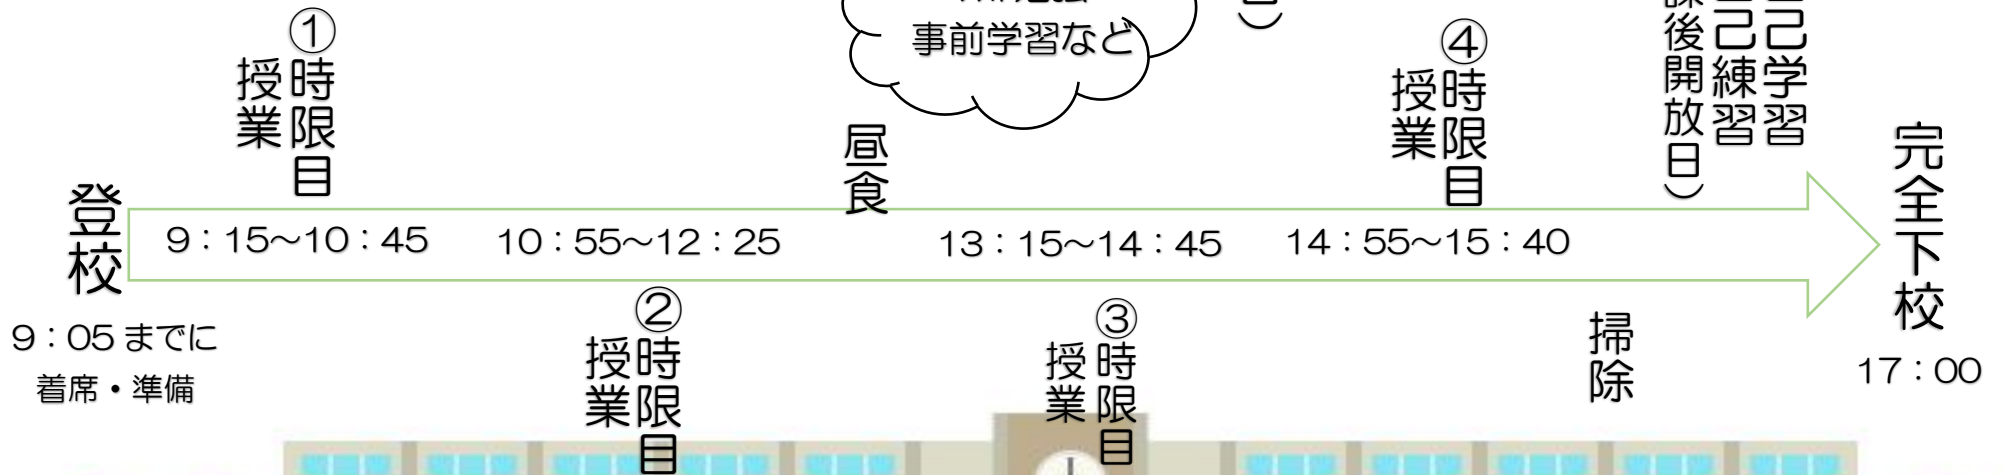 事前学習など
①時限目
授業
④時限目
授業
己学習
己練習
後開放日）
昼食
完全下校
登校
9：15～10：45
10：55～12：25
13：15～14：45
14：55～15：40
9：05までに
着席・準備
②時限目
授業
③時限目
授業
掃除
17：00